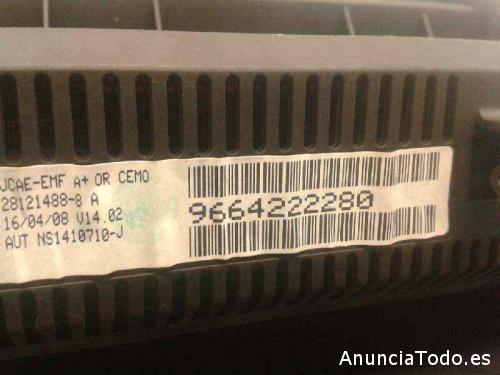 JCAE-EMF A+ OR CEMO
28121488-8 A
16/04/08 V14.02
AUT NS1410710-J
9664222280
AnunciaTodo.es